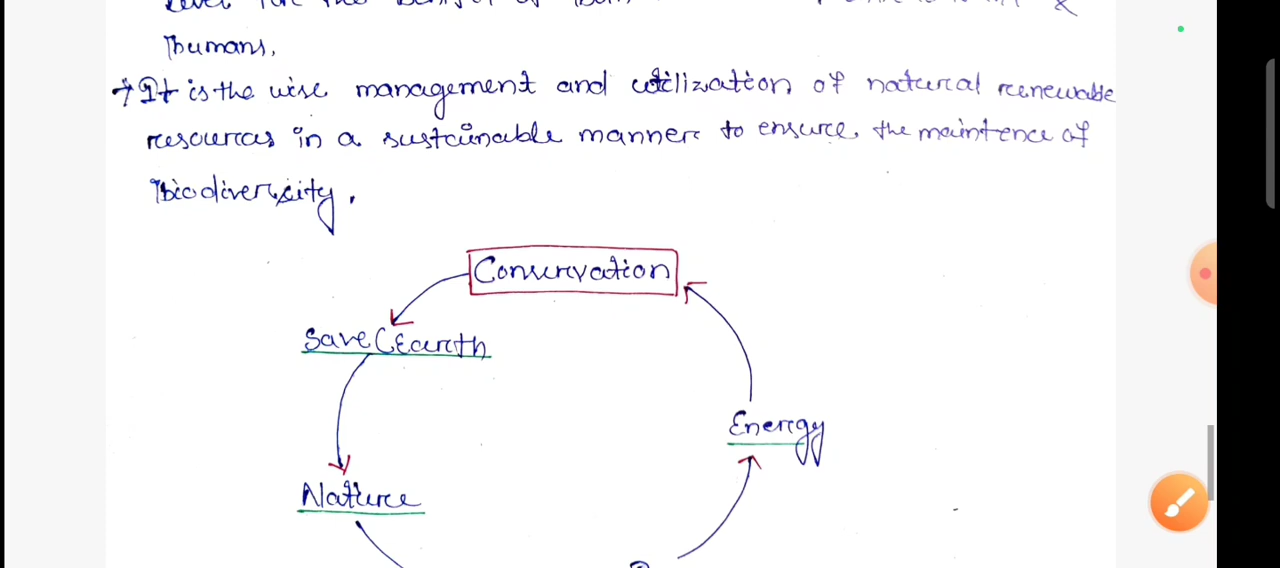 humans.
→ It is the wise management and utilization of natural renewable
resources in a sustainable manner to ensure, the maintence of
biodiversity.
Conservation
Save Earth
Energy
Nature